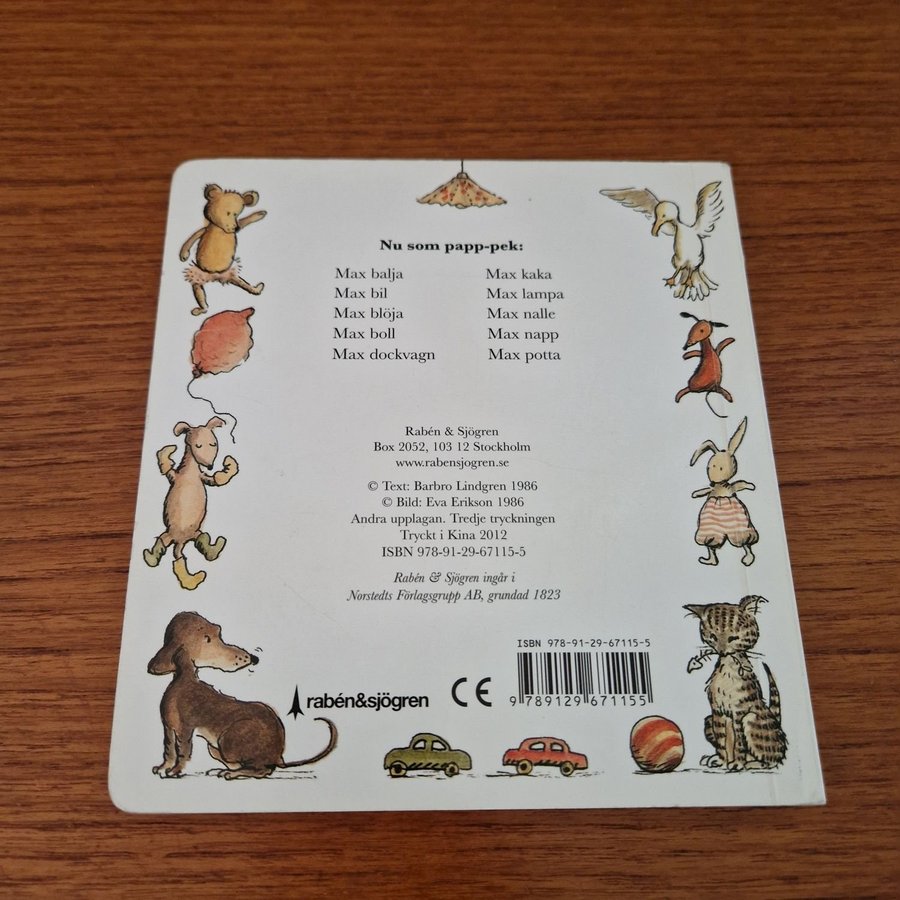 Nu som papp-pek:
Max balja
Max bil
Max blöja
Max boll
Max dockvagn
Max kaka
Max lampa
Max nalle
Max napp
Max potta
Rabén & Sjögren
Box 2052, 103 12 Stockholm
www.rabensjogren.se
© Text: Barbro Lindgren 1986
© Bild: Eva Erikson 1986
Andra upplagan. Tredje tryckningen
Tryckt i Kina 2012
ISBN 978-91-29-67115-5
Rabén & Sjögren ingår i
Norstedts Förlagsgrupp AB, grundad 1823
ISBN 978-91-29-67115-5
rabén&sjögren
CE
9 789129 671155